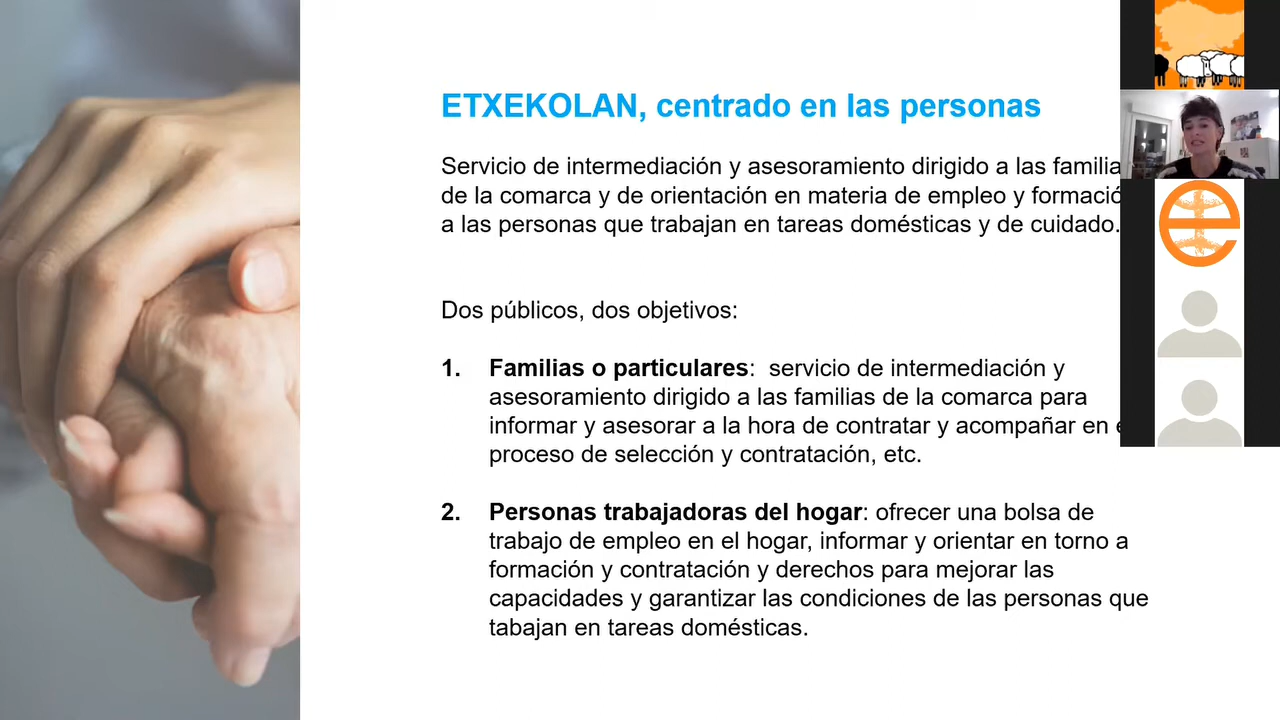 ETXEKOLAN, centrado en las personas
Servicio de intermediación y asesoramiento dirigido a las familia
de la comarca y de orientación en materia de empleo y formació
a las personas que trabajan en tareas domésticas y de cuidado.
Dos públicos, dos objetivos:
1. Familias o particulares: servicio de intermediación y
asesoramiento dirigido a las familias de la comarca para
informar y asesorar a la hora de contratar y acompañar en
proceso de selección y contratación, etc.
2. Personas trabajadoras del hogar: ofrecer una bolsa de
trabajo de empleo en el hogar, informar y orientar en torno a
formación y contratación y derechos para mejorar las
capacidades y garantizar las condiciones de las personas que
tabajan en tareas domésticas.